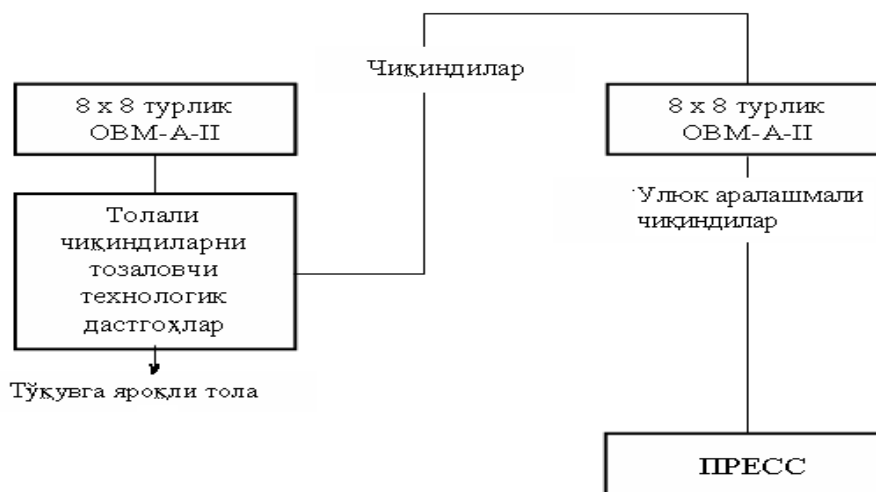 Чиқиндилар
8 х 8 турлик
ОВМ-А-II
8 х 8 турлик
ОВМ-А-II
Толали
чиқиндиларни
тозаловчи
технологик
дастгоҳлар
Улюк аралашмали
чиқиндилар
Тўқувга яроқли тола
ПРЕСС